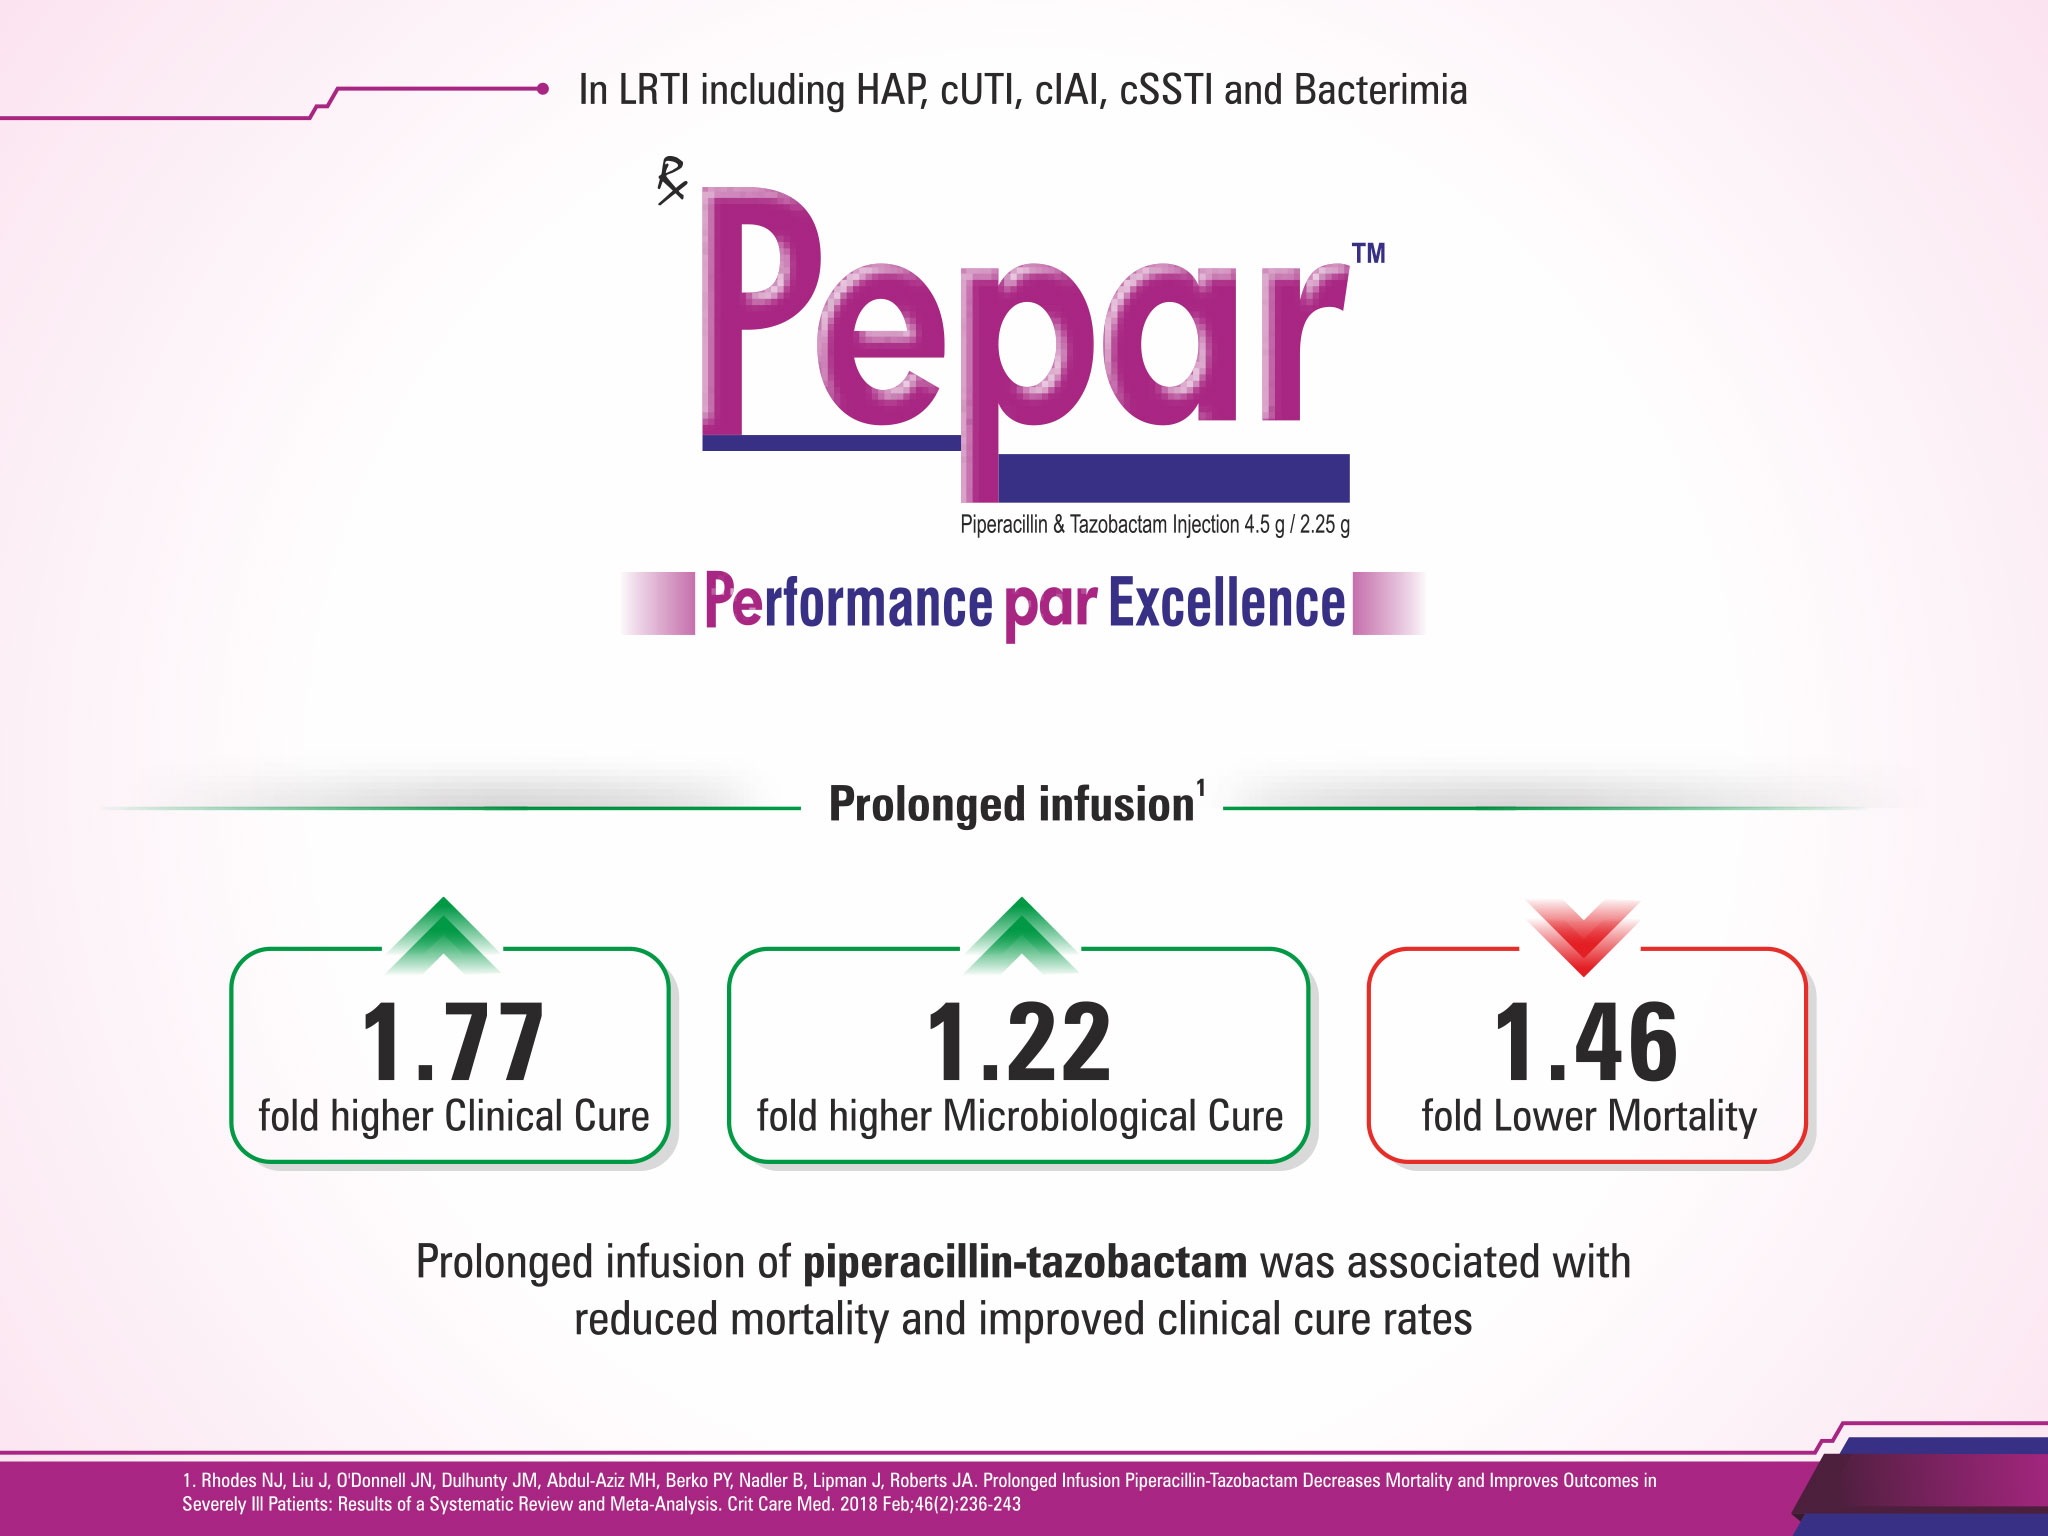 In LRTI including HAP, cUTI, cIAI, cSSTI and Bacterimia
℞
Pepar™
Piperacillin & Tazobactam Injection 4.5 g / 2.25 g
Performance par Excellence
Prolonged infusion¹
1.77
fold higher Clinical Cure
1.22
fold higher Microbiological Cure
1.46
fold Lower Mortality
Prolonged infusion of piperacillin-tazobactam was associated with
reduced mortality and improved clinical cure rates
1. Rhodes NJ, Liu J, O'Donnell JN, Dulhunty JM, Abdul-Aziz MH, Berko PY, Nadler B, Lipman J, Roberts JA. Prolonged Infusion Piperacillin-Tazobactam Decreases Mortality and Improves Outcomes in
Severely Ill Patients: Results of a Systematic Review and Meta-Analysis. Crit Care Med. 2018 Feb;46(2):236-243